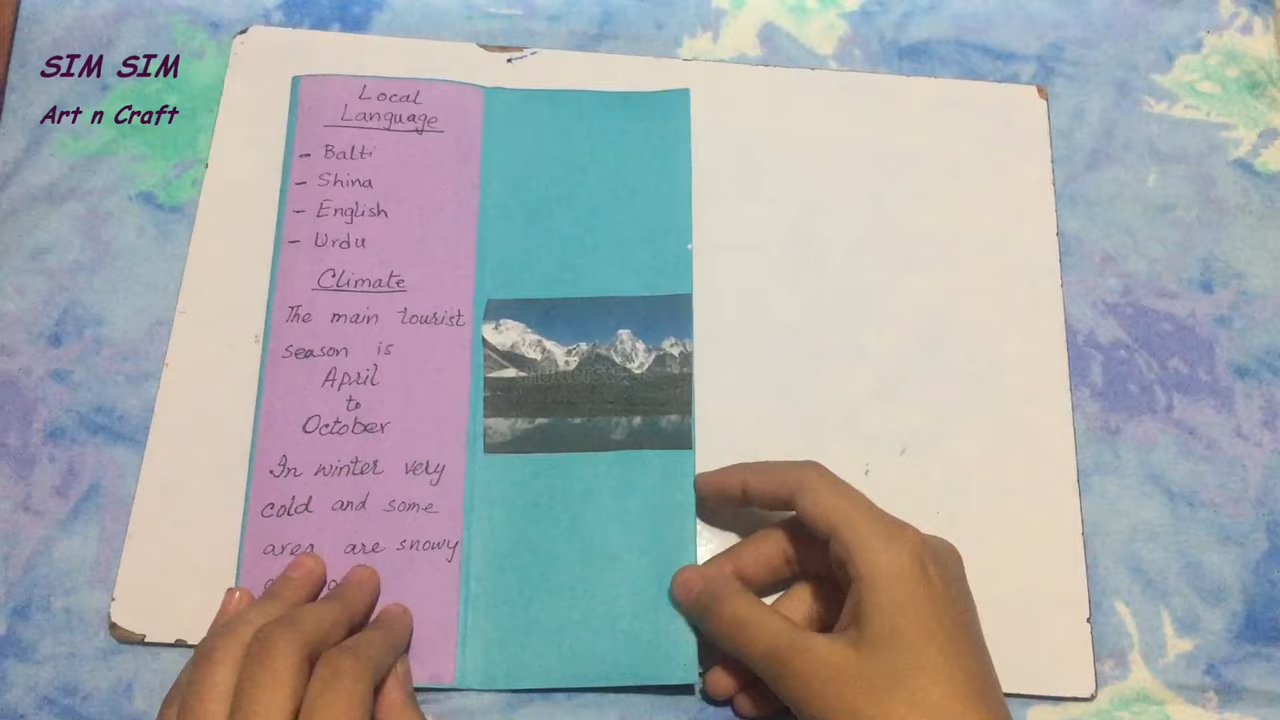 SIM SIM
Art n Craft
Local
Language
- Balti
- Shina
- English
- Urdu
Climate
The main tourist
season is
April
to
October
In winter very
cold and some
area are snowy
shutterstock